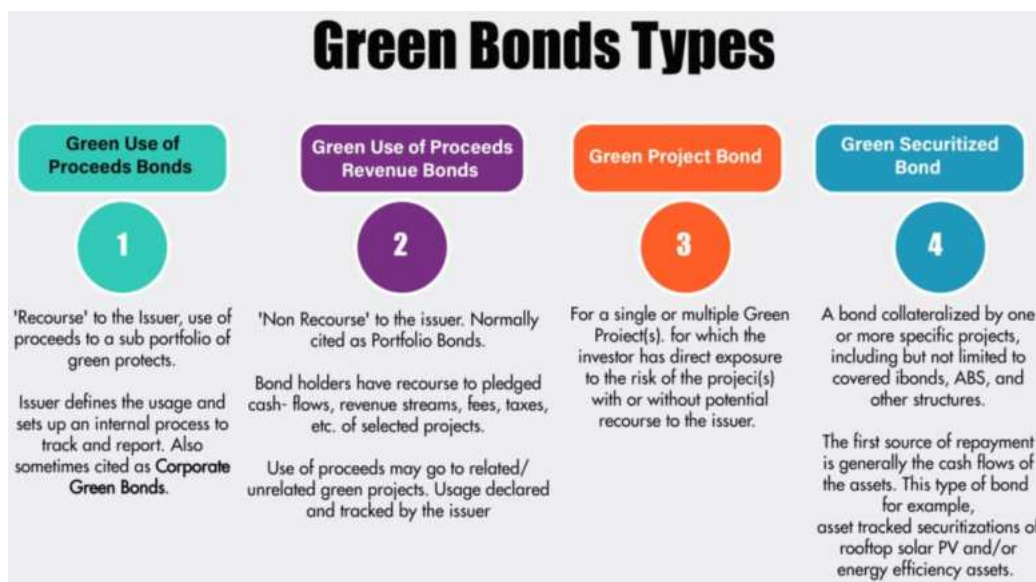 Green Bonds Types
Green Use of
Proceeds Bonds
1
'Recourse' to the Issuer, use of
proceeds to a sub portfolio of
green protects.
Issuer defines the usage and
sets up an internal process to
track and report. Also
sometimes cited as Corporate
Green Bonds.
Green Use of Proceeds
Revenue Bonds
2
'Non Recourse' to the issuer. Normally
cited as Portfolio Bonds.
Bond holders have recourse to pledged
cash- flows, revenue streams, fees, taxes,
etc. of selected projects.
Use of proceeds may go to related/
unrelated green projects. Usage declared
and tracked by the issuer
Green Project Bond
3
For a single or multiple Green
Proiect(s). for which the
investor has direct exposure
to the risk of the projeci(s)
with or without potential
recourse to the issuer.
Green Securitized
Bond
4
A bond collateralized by one
or more specific projects,
including but not limited to
covered ibonds, ABS, and
other structures.
The first source of repayment
is generally the cash flows of
the assets. This type of bond
for example,
asset tracked securitizations of
rooftop solar PV and/or
energy efficiency assets.